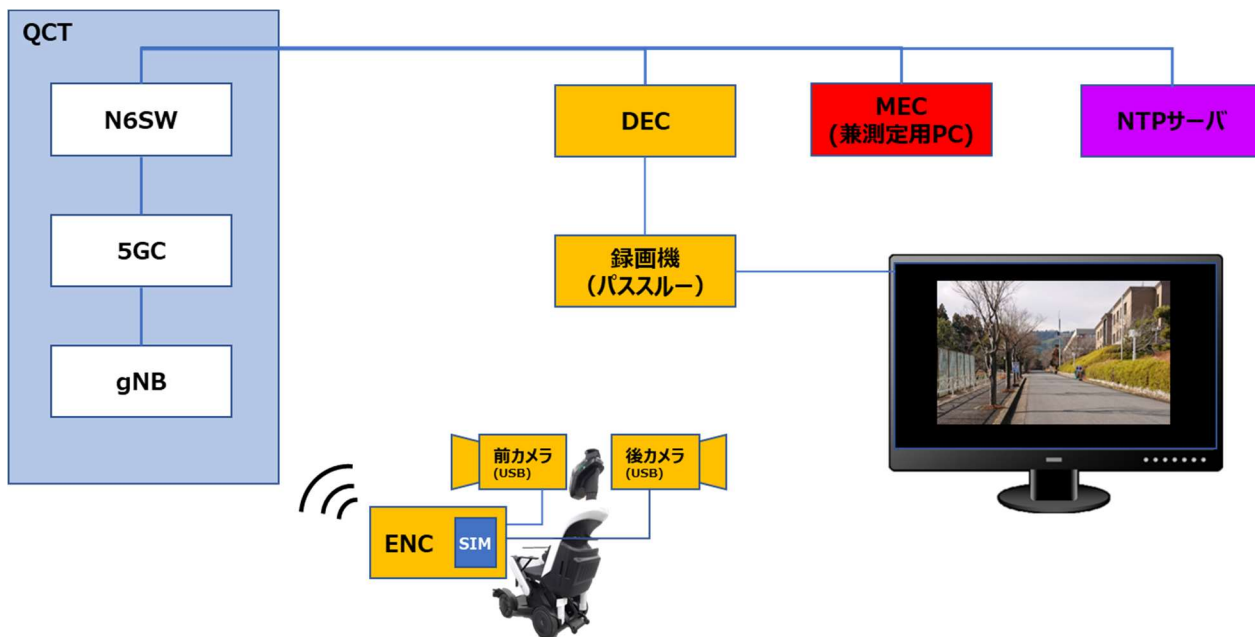 QCT
N6SW
5GC
gNB
DEC
MEC
(兼測定用PC)
NTPサーバ
録画機
(パススルー)
前カメラ
(USB)
後カメラ
(USB)
ENC
SIM